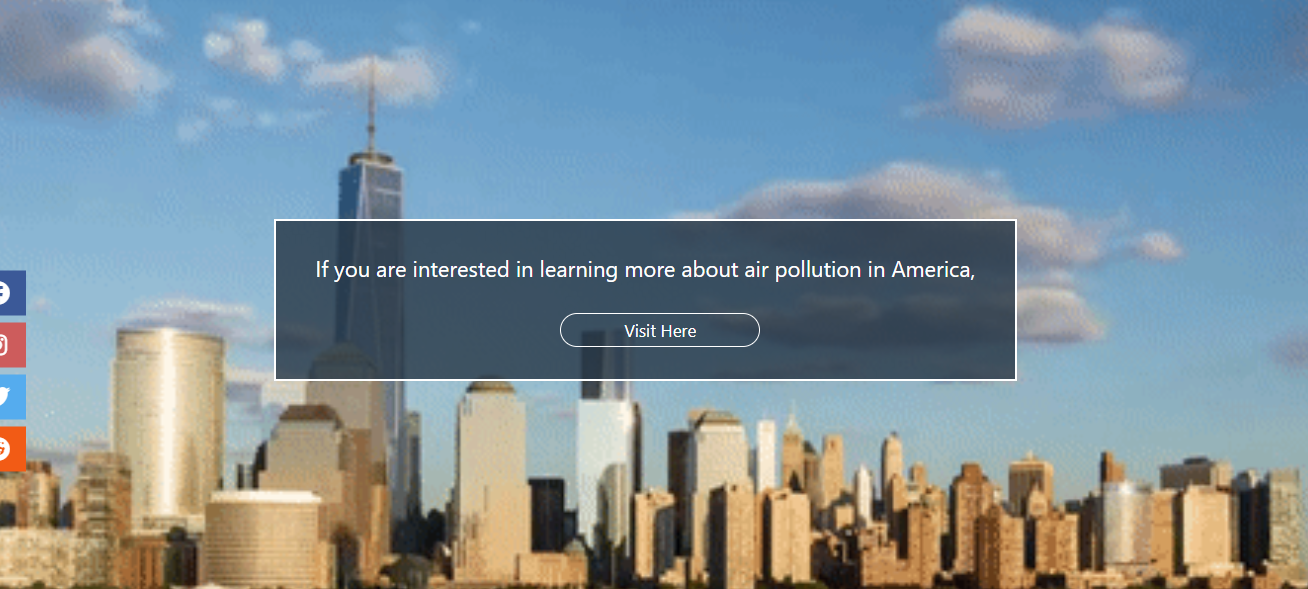 If you are interested in learning more about air pollution in America,
Visit Here